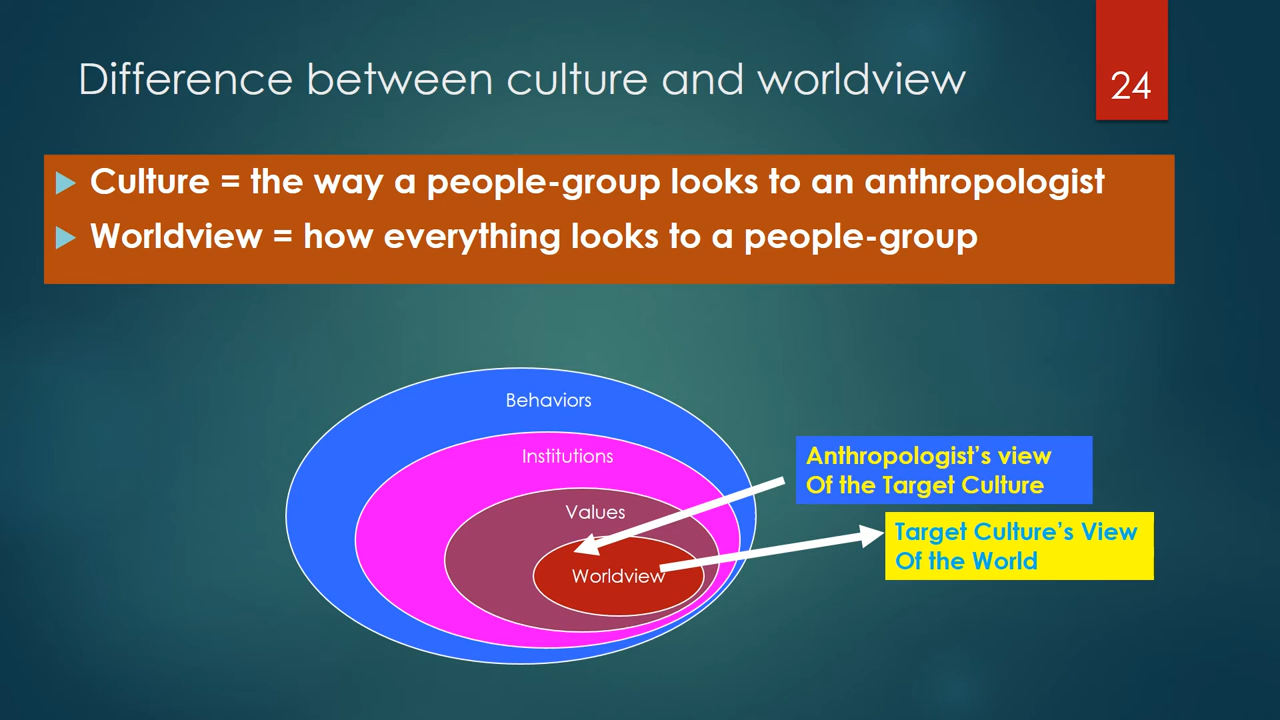 Difference between culture and worldview
24
Culture = the way a people-group looks to an anthropologist
Worldview = how everything looks to a people-group
Behaviors
Institutions
Values
Worldview
Anthropologist’s view
Of the Target Culture
Target Culture’s View
Of the World